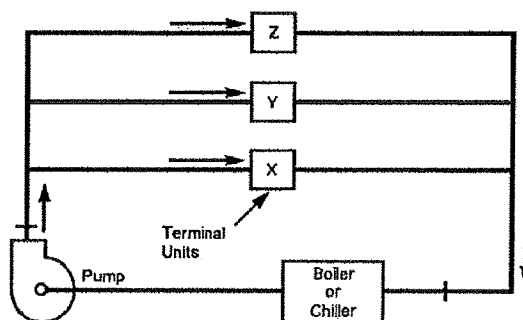 Z
Y
X
Terminal
Units
Pump
Boiler
or
Chiller